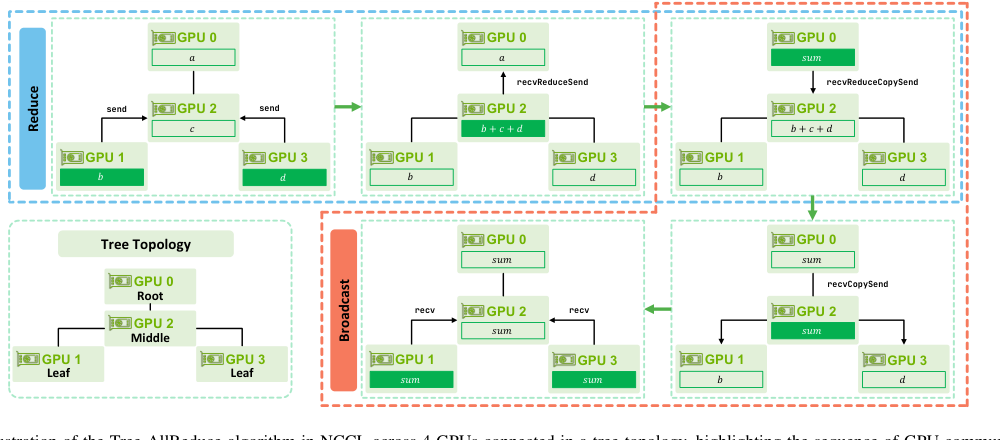 Reduce
GPU 0
a
send
send
GPU 2
c
GPU 1
b
GPU 3
d
GPU 0
a
recvReduceSend
GPU 2
b + c + d
GPU 1
b
GPU 3
d
GPU 0
sum
recvReduceCopySend
GPU 2
b + c + d
GPU 1
b
GPU 3
d
Tree Topology
GPU 0
Root
GPU 2
Middle
GPU 1
Leaf
GPU 3
Leaf
Broadcast
GPU 0
sum
recv
recv
GPU 2
sum
GPU 1
sum
GPU 3
sum
GPU 0
sum
recvCopySend
GPU 2
sum
GPU 1
b
GPU 3
d